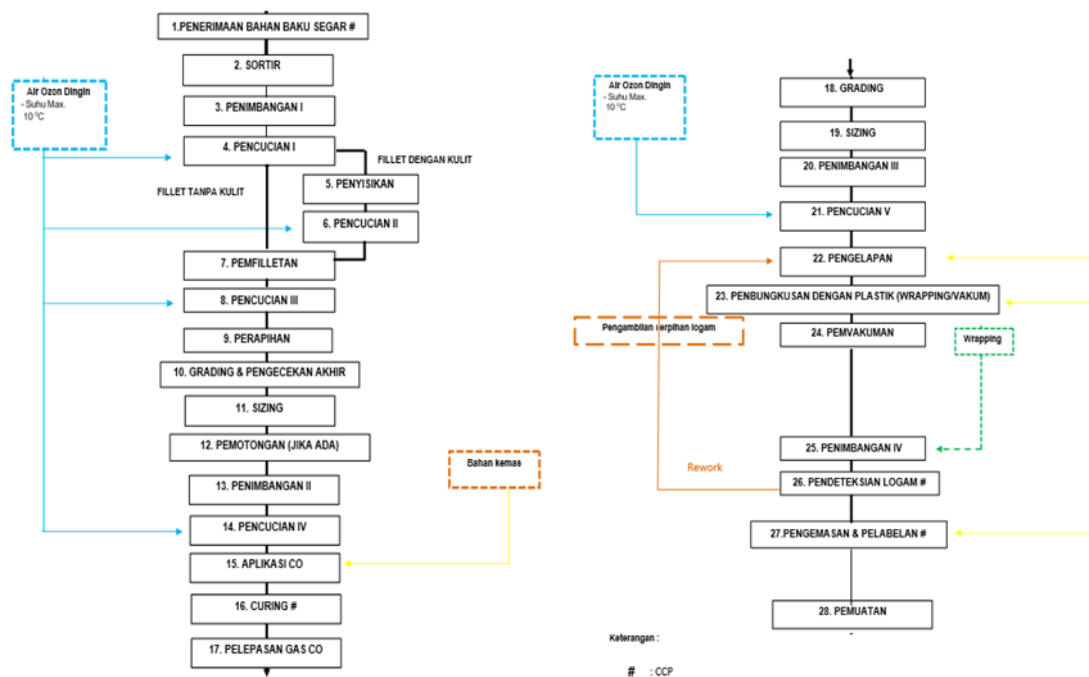 1.PENERIMAAN BAHAN BAKU SEGAR #
2. SORTIR
Air Ozon Dingin
- Suhu Max.
10 ⁰C
3. PENIMBANGAN I
4. PENCUCIAN I
FILLET DENGAN KULIT
FILLET TANPA KULIT
5. PENYISIKAN
6. PENCUCIAN II
7. PEMFILLETAN
8. PENCUCIAN III
9. PERAPIHAN
10. GRADING & PENGECEKAN AKHIR
11. SIZING
12. PEMOTONGAN (JIKA ADA)
Bahan kemas
13. PENIMBANGAN II
14. PENCUCIAN IV
15. APLIKASI CO
16. CURING #
17. PELEPASAN GAS CO
18. GRADING
Air Ozon Dingin
- Suhu Max.
10 ⁰C
19. SIZING
20. PENIMBANGAN III
21. PENCUCIAN V
22. PENGELAPAN
23. PENBUNGKUSAN DENGAN PLASTIK (WRAPPING/VAKUM)
Pengambilan serpihan logam
24. PEMVAKUMAN
Wrapping
25. PENIMBANGAN IV
Rework
26. PENDETEKSIAN LOGAM #
27.PENGEMASAN & PELABELAN #
28. PEMUATAN
Keterangan :
# : CCP